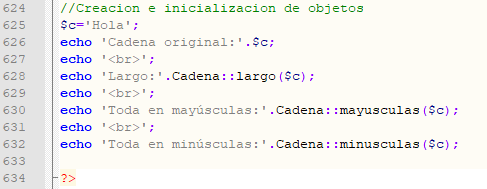 624 //Creacion e inicializacion de objetos
625 $c='Hola';
626 echo 'Cadena original:'.$c;
627 echo '<br>';
628 echo 'Largo:'.Cadena::largo($c);
629 echo '<br>';
630 echo 'Toda en mayúsculas:'.Cadena::mayusculas($c);
631 echo '<br>';
632 echo 'Toda en minúsculas:'.Cadena::minusculas($c);
633
634 ?>